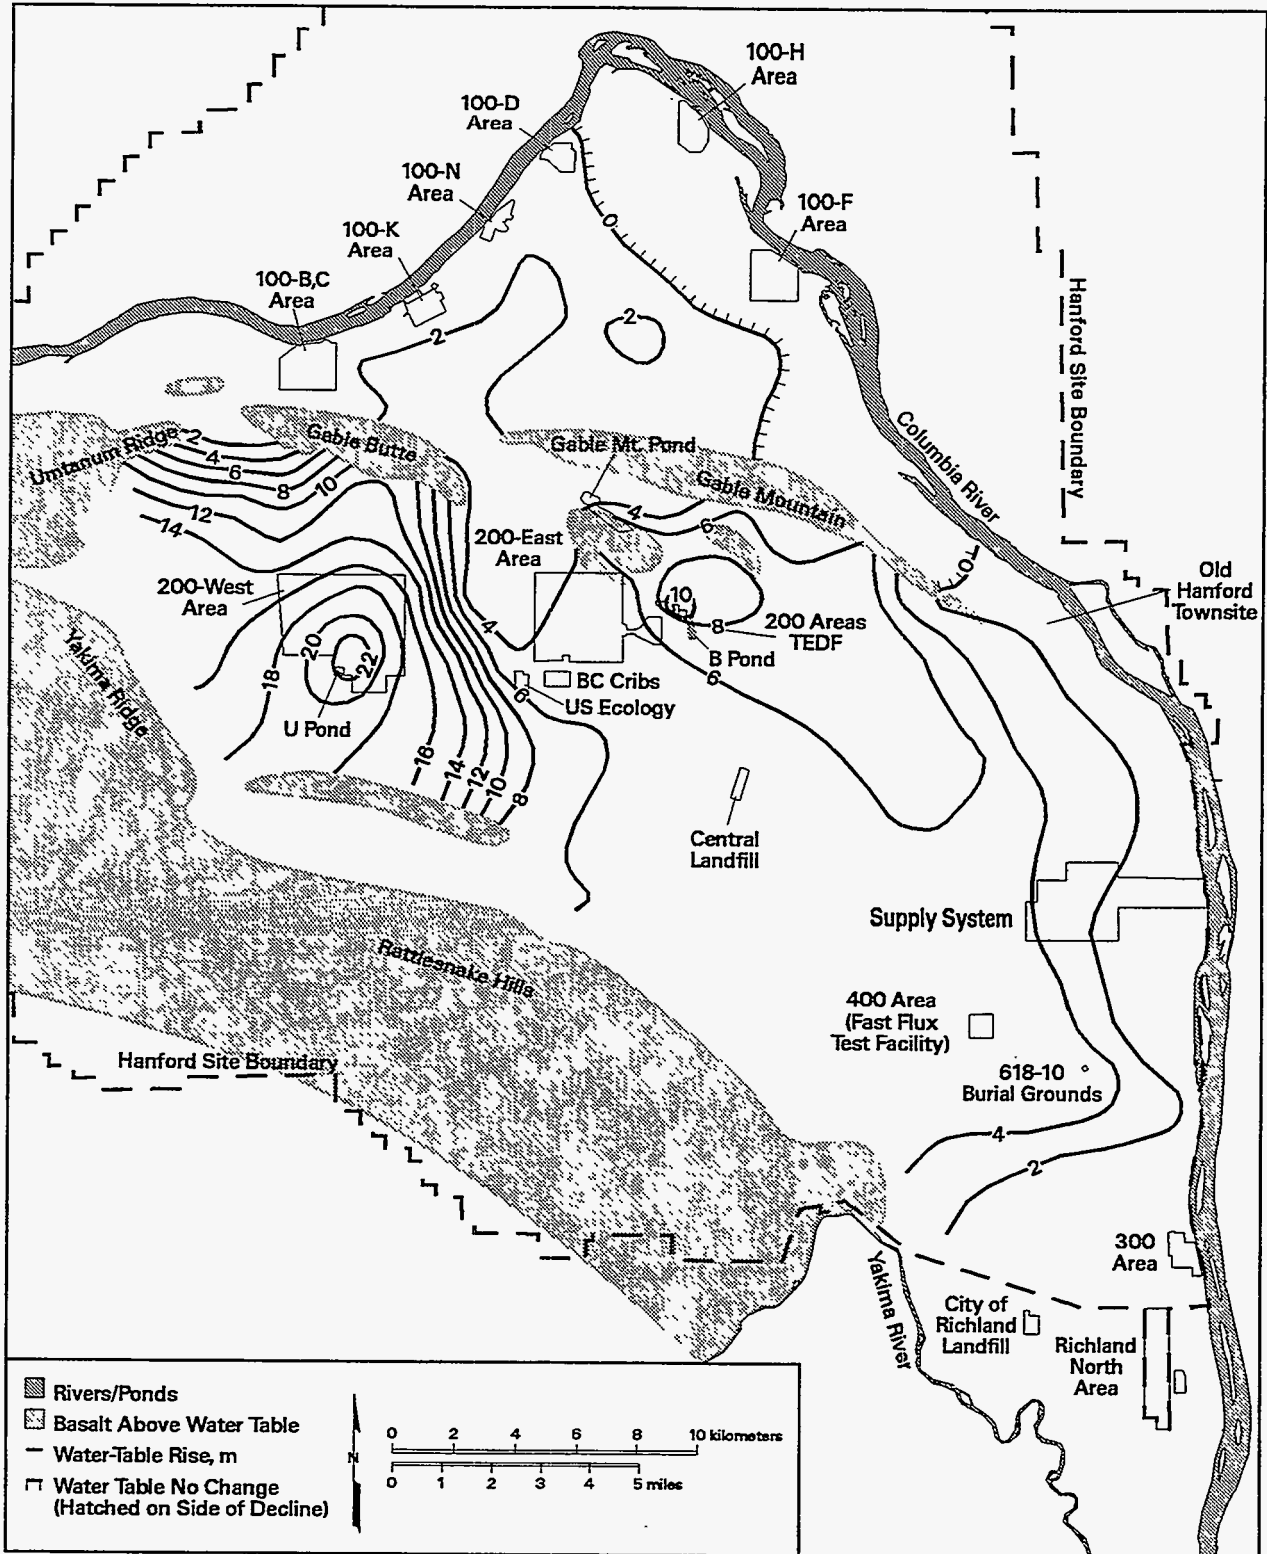 100-H
Area
100-D
Area
100-N
Area
100-F
Area
100-K
Area
0
100-B,C
Area
Hanford Site Boundary
2
2
Columbia River
Umtanum Ridge
2
4
6
8
10
12
14
Gable Butte
Gable Mt. Pond
Gable Mountain
4
6
200-East
Area
0
Old
Hanford
Townsite
200-West
Area
4
10
8
200 Areas
TEDF
B Pond
6
Yakima Ridge
20
22
18
U Pond
6
BC Cribs
US Ecology
18
14
12
10
8
Central
Landfill
Supply System
Rattlesnake Hills
400 Area
(Fast Flux
Test Facility)
Hanford Site Boundary
618-10
Burial Grounds
4
2
300
Area
Yakima River
City of
Richland
Landfill
Richland
North
Area
Rivers/Ponds
Basalt Above Water Table
Water-Table Rise, m
Water Table No Change
(Hatched on Side of Decline)
N
0 2 4 6 8 10 kilometers
0 1 2 3 4 5 miles